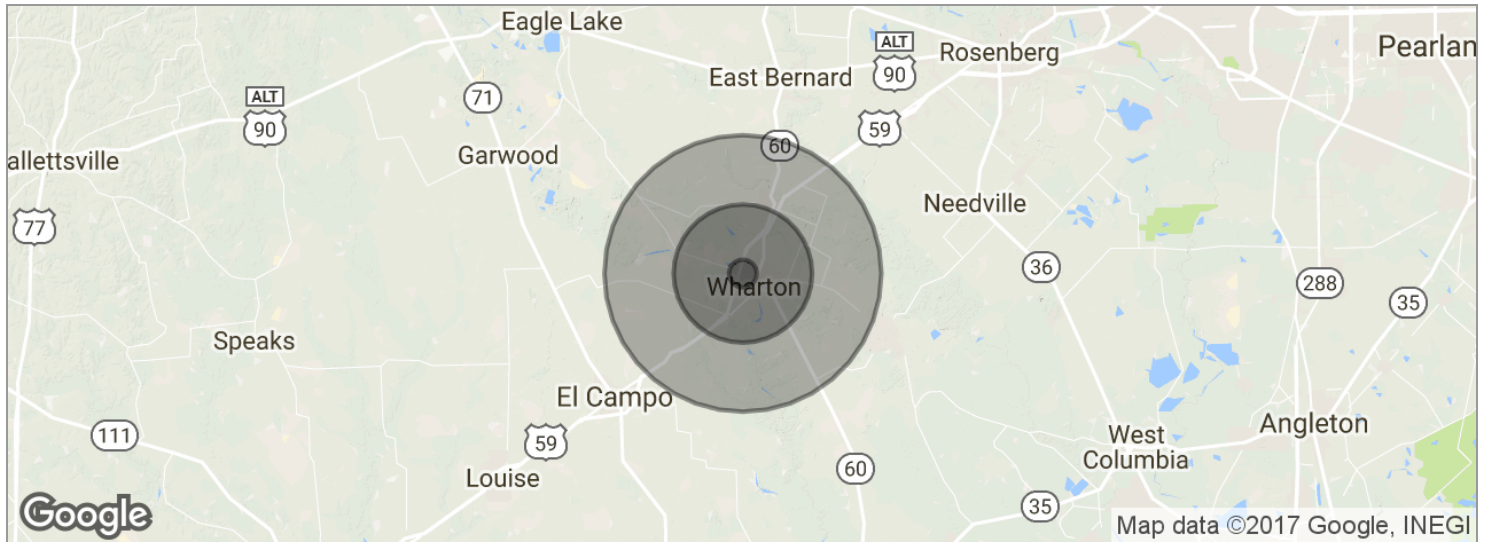 Eagle Lake
ALT
90
Rosenberg
Pearlan
East Bernard
71
ALT
90
59
60
allettsville
Garwood
77
Needville
36
288
35
Wharton
Speaks
El Campo
111
59
Louise
60
West
Columbia
Angleton
35
Google
Map data ©2017 Google, INEGI